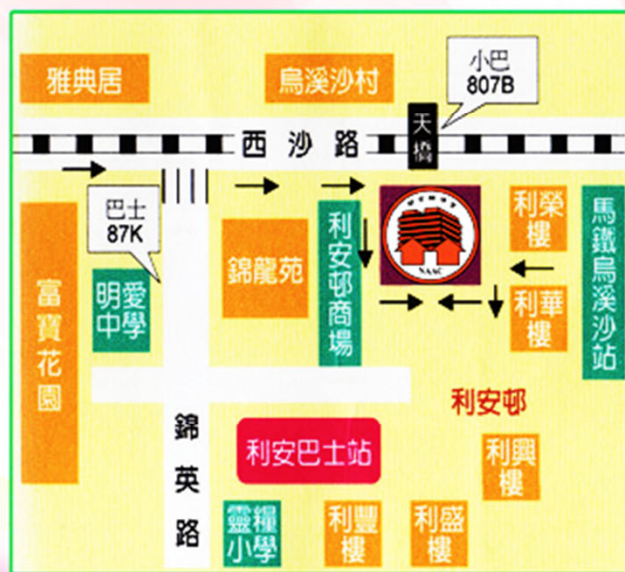 雅典居
烏溪沙村
小巴
807B
天橋
西沙路
巴士
87K
富寶花園
明愛
中學
錦龍苑
利安邨商場
NAAC
利榮
樓
利華
樓
馬鐵烏溪沙站
利安邨
錦英路
利安巴士站
利興
樓
靈糧
小學
利豐
樓
利盛
樓